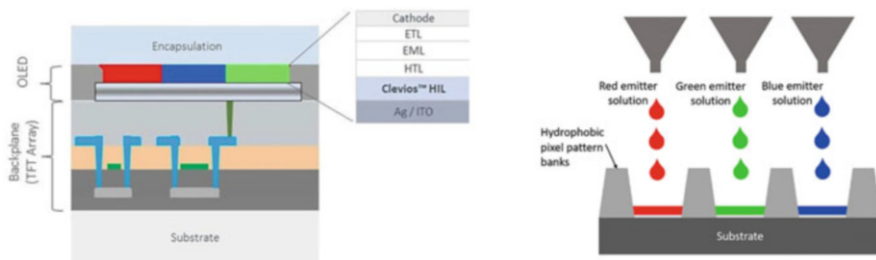 Encapsulation
OLED
Backplane
(TFT Array)
Substrate
Cathode
ETL
EML
HTL
Clevios™ HIL
Ag / ITO
Red emitter
solution
Green emitter
solution
Blue emitter
solution
Hydrophobic
pixel pattern
banks
Substrate